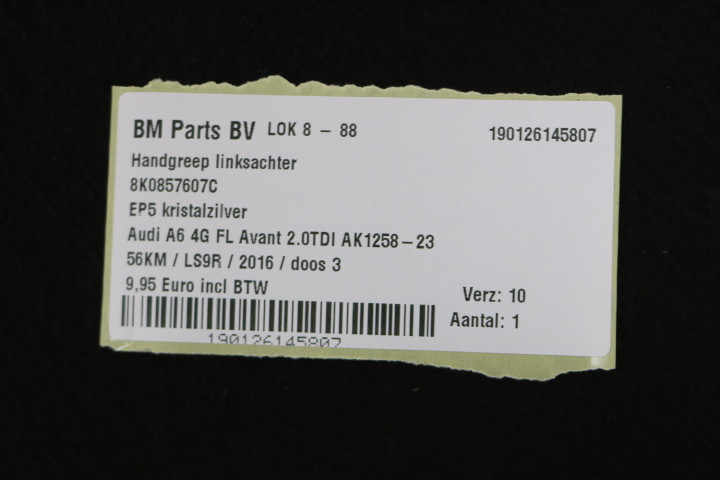 BM Parts BV LOK 8 - 88 190126145807
Handgreep linksachter
8K0857607C
EP5 kristalzilver
Audi A6 4G FL Avant 2.0TDI AK1258-23
56KM / LS9R / 2016 / doos 3
9,95 Euro incl BTW
Verz: 10
Aantal: 1
190126145807